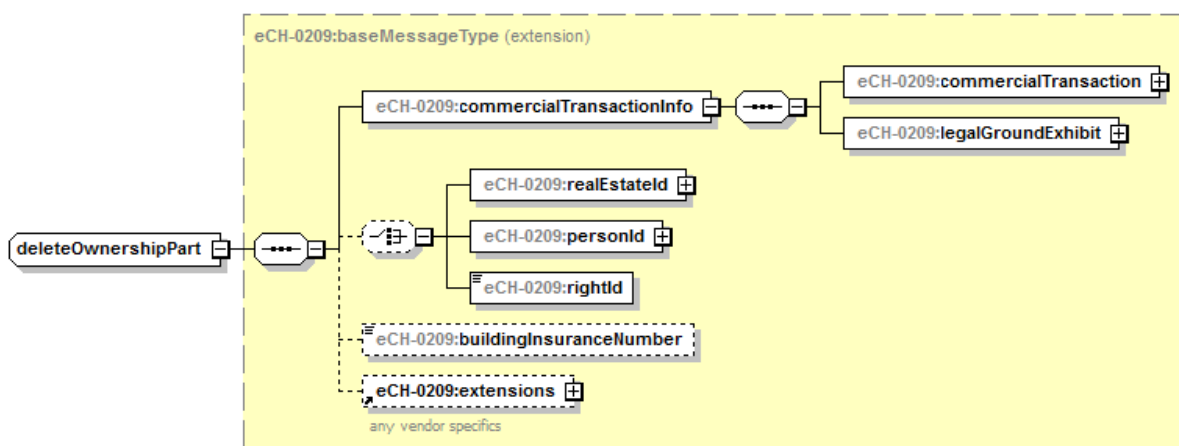 eCH-0209:baseMessageType (extension)
eCH-0209:commercialTransactionInfo
eCH-0209:commercialTransaction
eCH-0209:legalGroundExhibit
eCH-0209:realEstateId
eCH-0209:personId
deleteOwnershipPart
eCH-0209:rightId
eCH-0209:buildingInsuranceNumber
eCH-0209:extensions
any vendor specifics